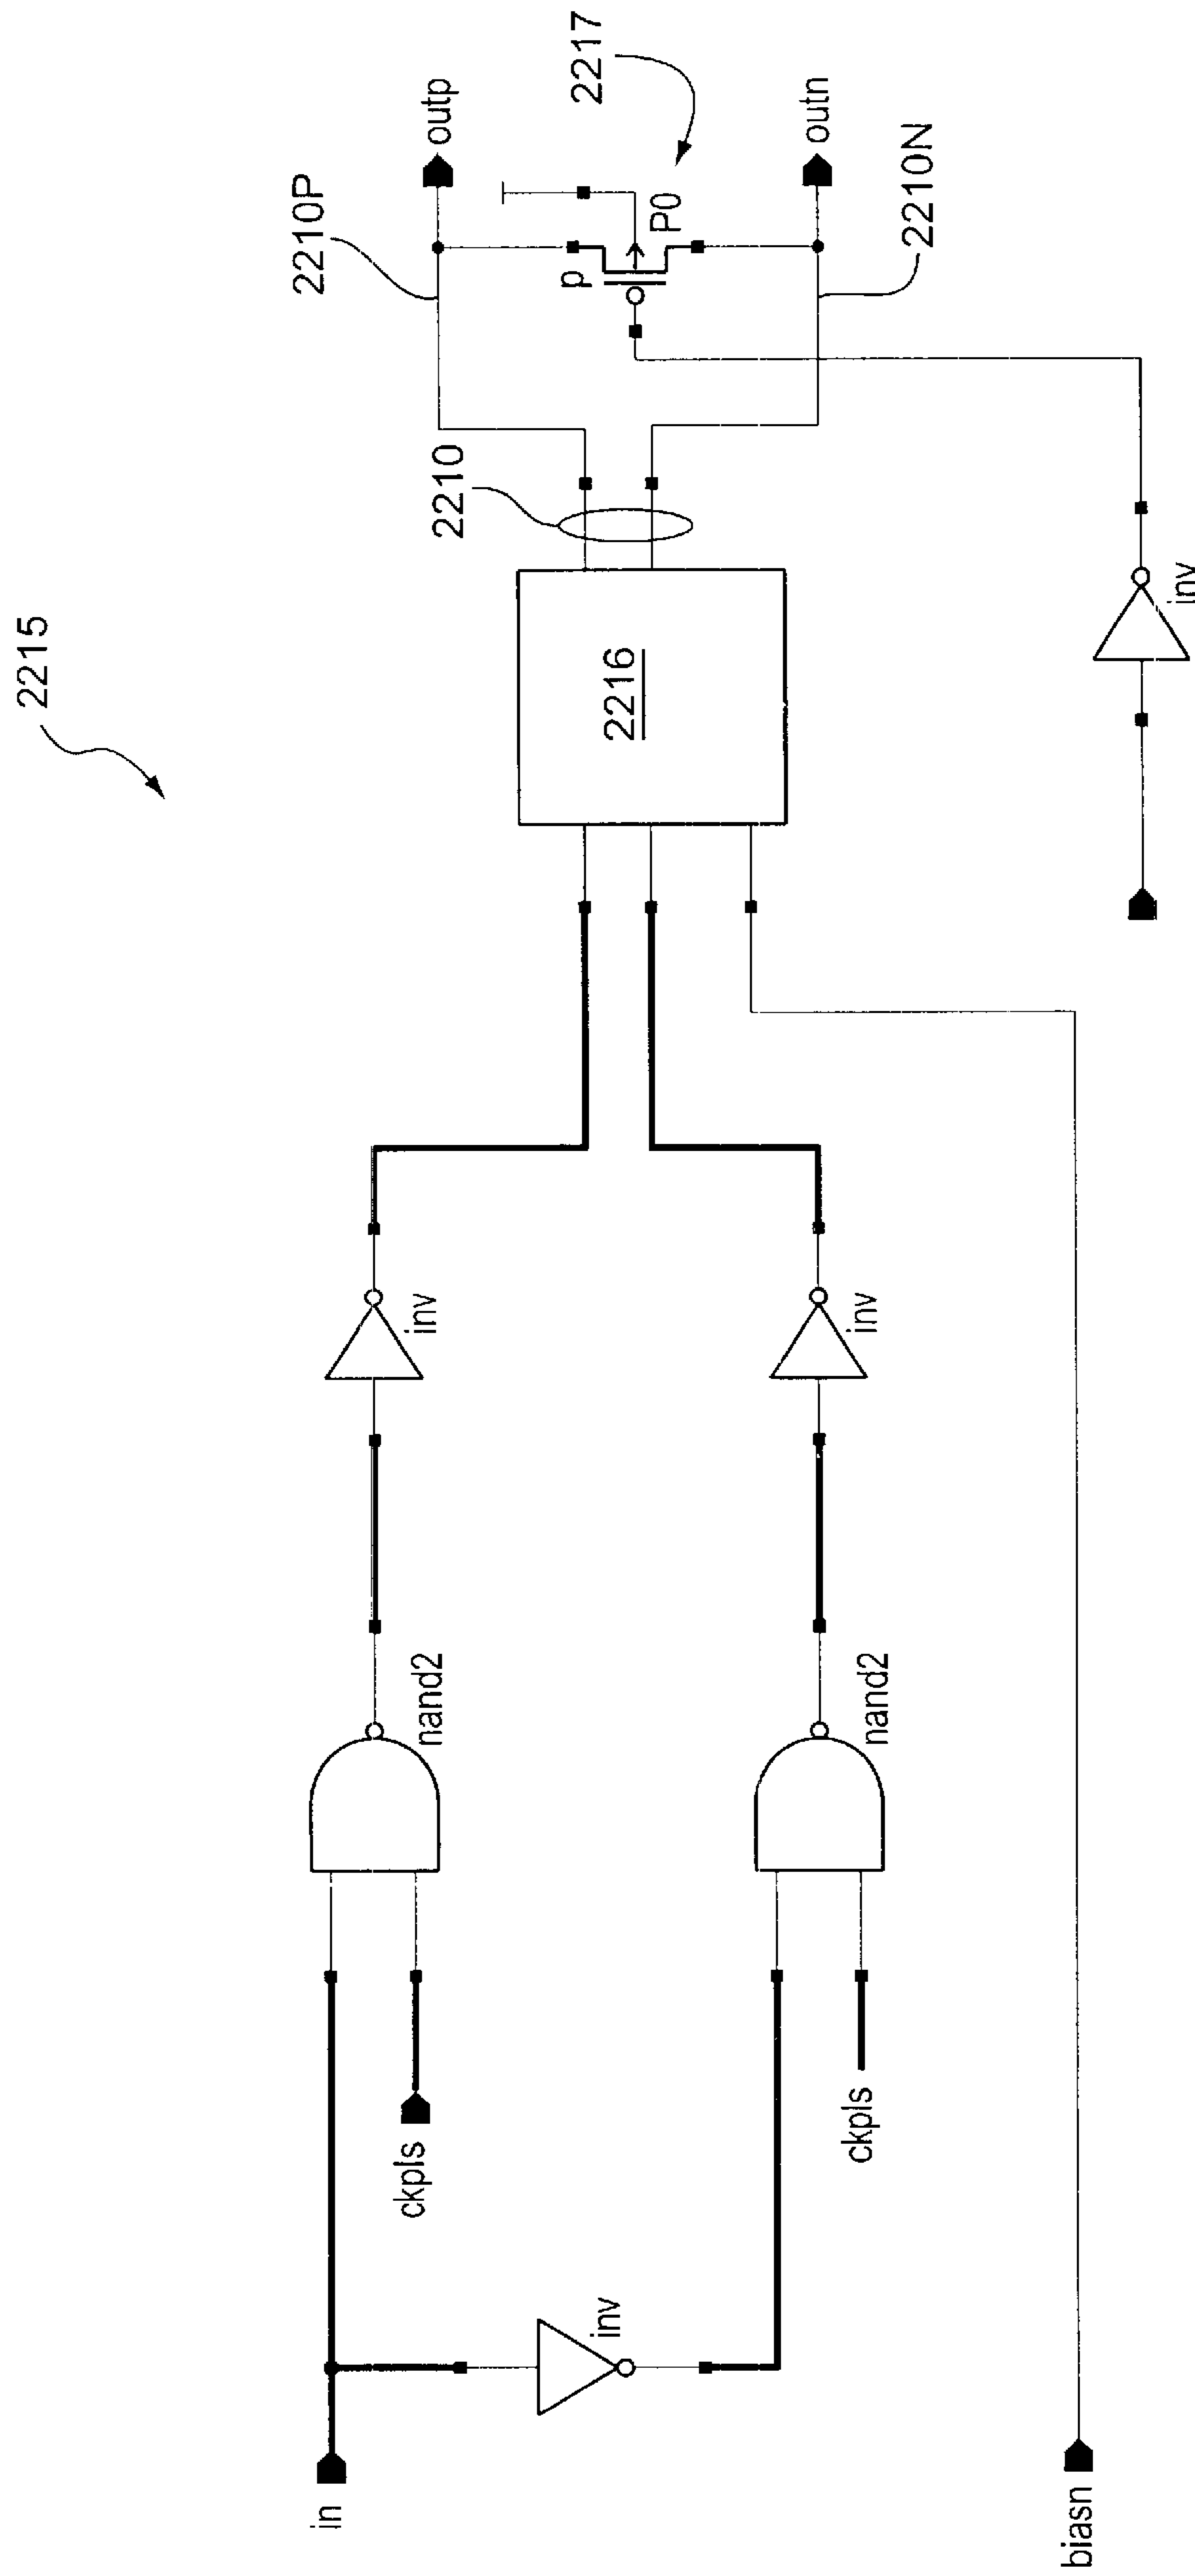 2215
in
ckpls
inv
ckpls
nand2
nand2
inv
inv
2216
2210
2210P
outp
p
P0
2217
outn
2210N
inv
biasn